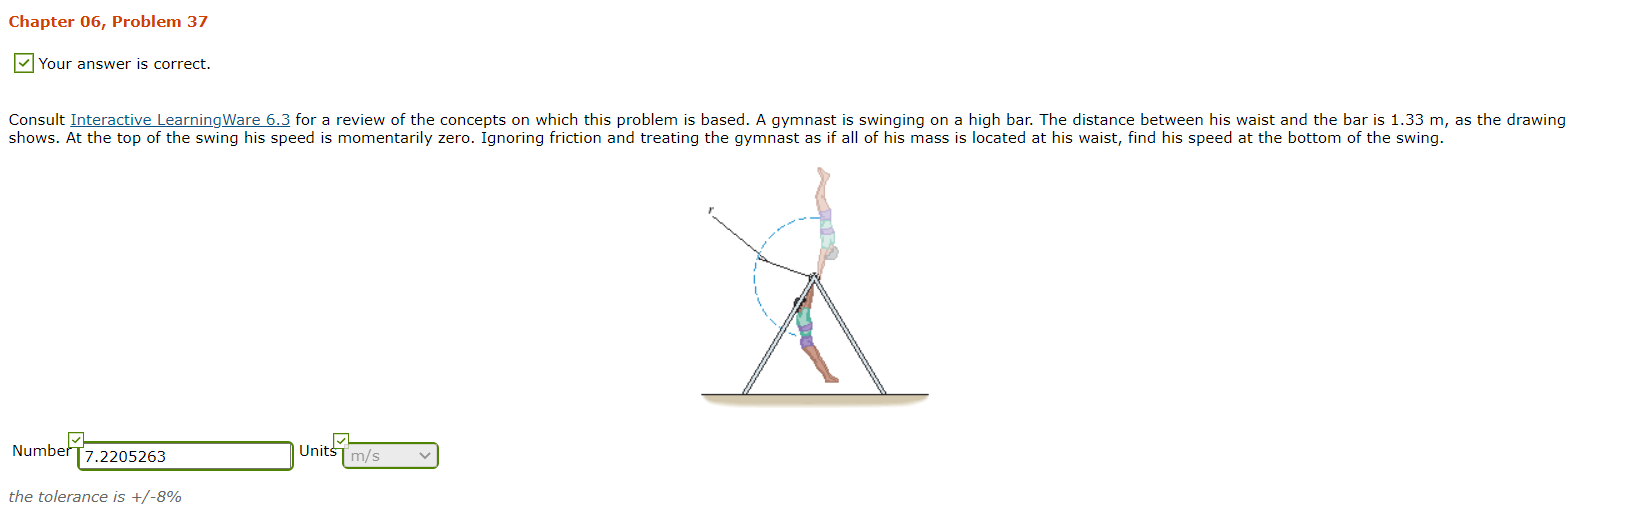 Chapter 06, Problem 37
Your answer is correct.
Consult Interactive LearningWare 6.3 for a review of the concepts on which this problem is based. A gymnast is swinging on a high bar. The distance between his waist and the bar is 1.33 m, as the drawing
shows. At the top of the swing his speed is momentarily zero. Ignoring friction and treating the gymnast as if all of his mass is located at his waist, find his speed at the bottom of the swing.
r
Number 7.2205263 Units m/s
the tolerance is +/-8%